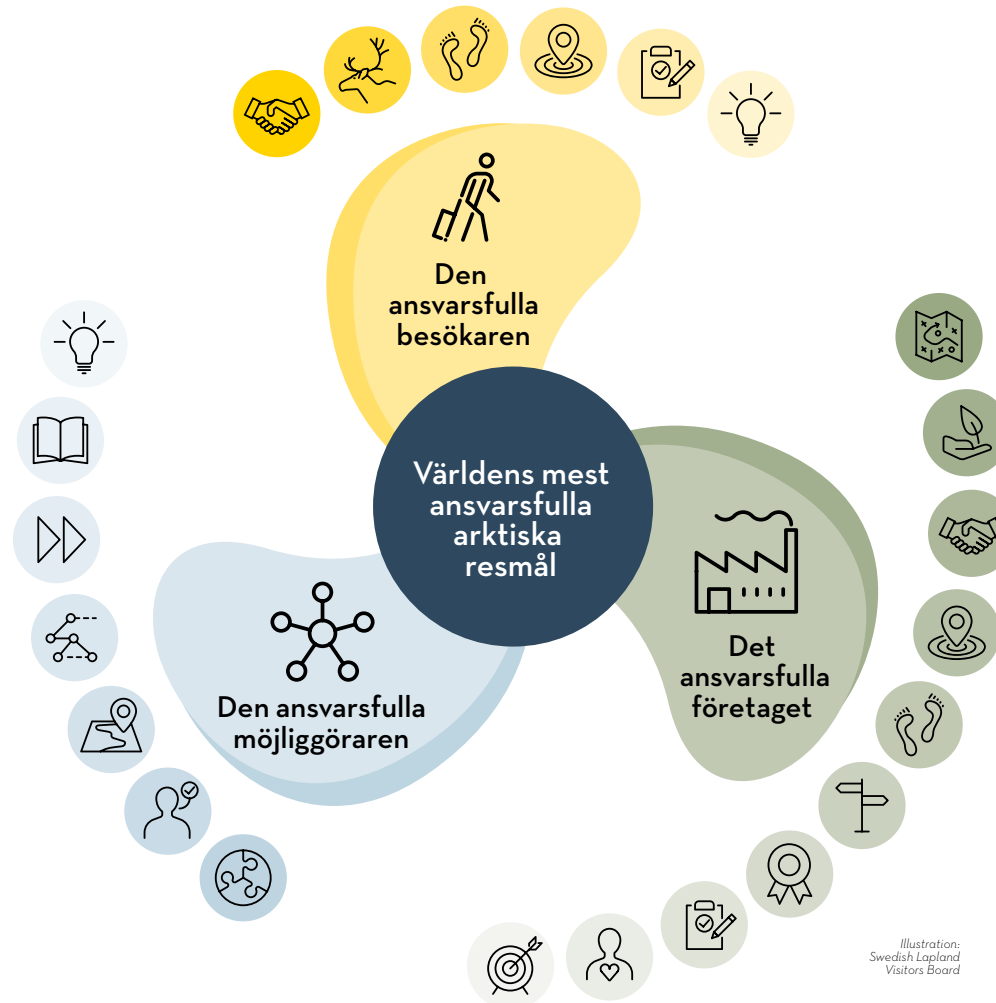 Den
ansvarsfulla
besökaren
Världens mest
ansvarsfulla
arktiska
resmål
Det
ansvarsfulla
företaget
Den ansvarsfulla
möjliggöraren
Illustration:
Swedish Lapland
Visitors Board